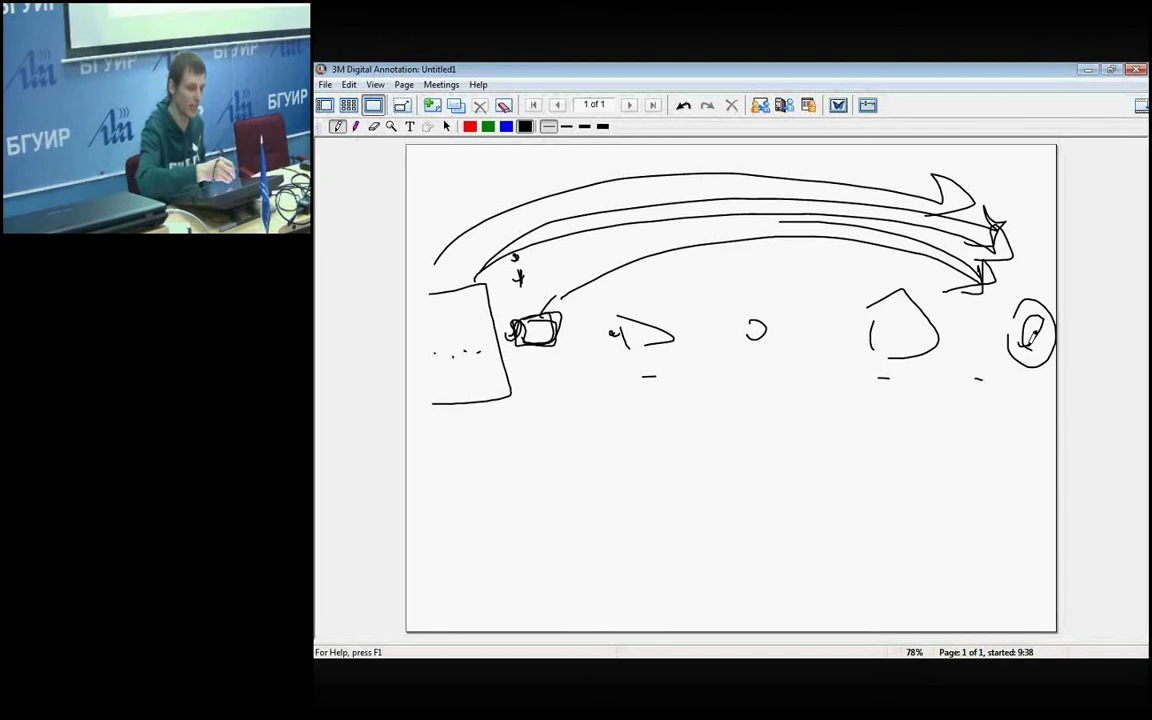 БГУИР
БГУИР
БГУИР
БГУИР
3M Digital Annotation: Untitled1
File Edit View Page Meetings Help
1 of 1
T
For Help, press F1
78% Page: 1 of 1, started: 9:38